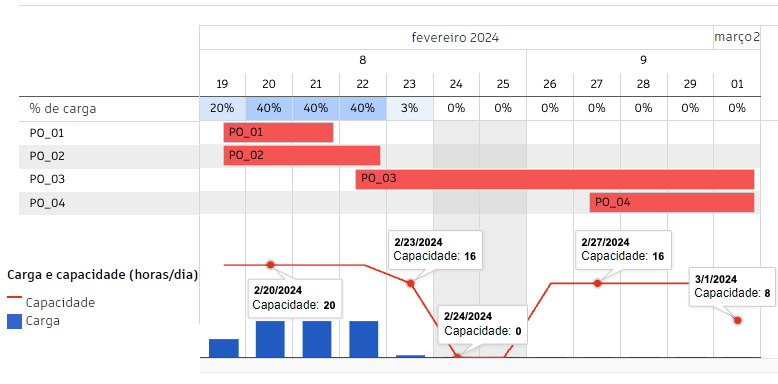 fevereiro 2024 março2
8 9
19 20 21 22 23 24 25 26 27 28 29 01
% de carga 20% 40% 40% 40% 3% 0% 0% 0% 0% 0% 0% 0%
PO_01 PO_01
PO_02 PO_02
PO_03 PO_03
PO_04 PO_04
2/23/2024
Capacidade: 16
2/27/2024
Capacidade: 16
Carga e capacidade (horas/dia)
Capacidade
Carga
2/20/2024
Capacidade: 20
2/24/2024
Capacidade: 0
3/1/2024
Capacidade: 8